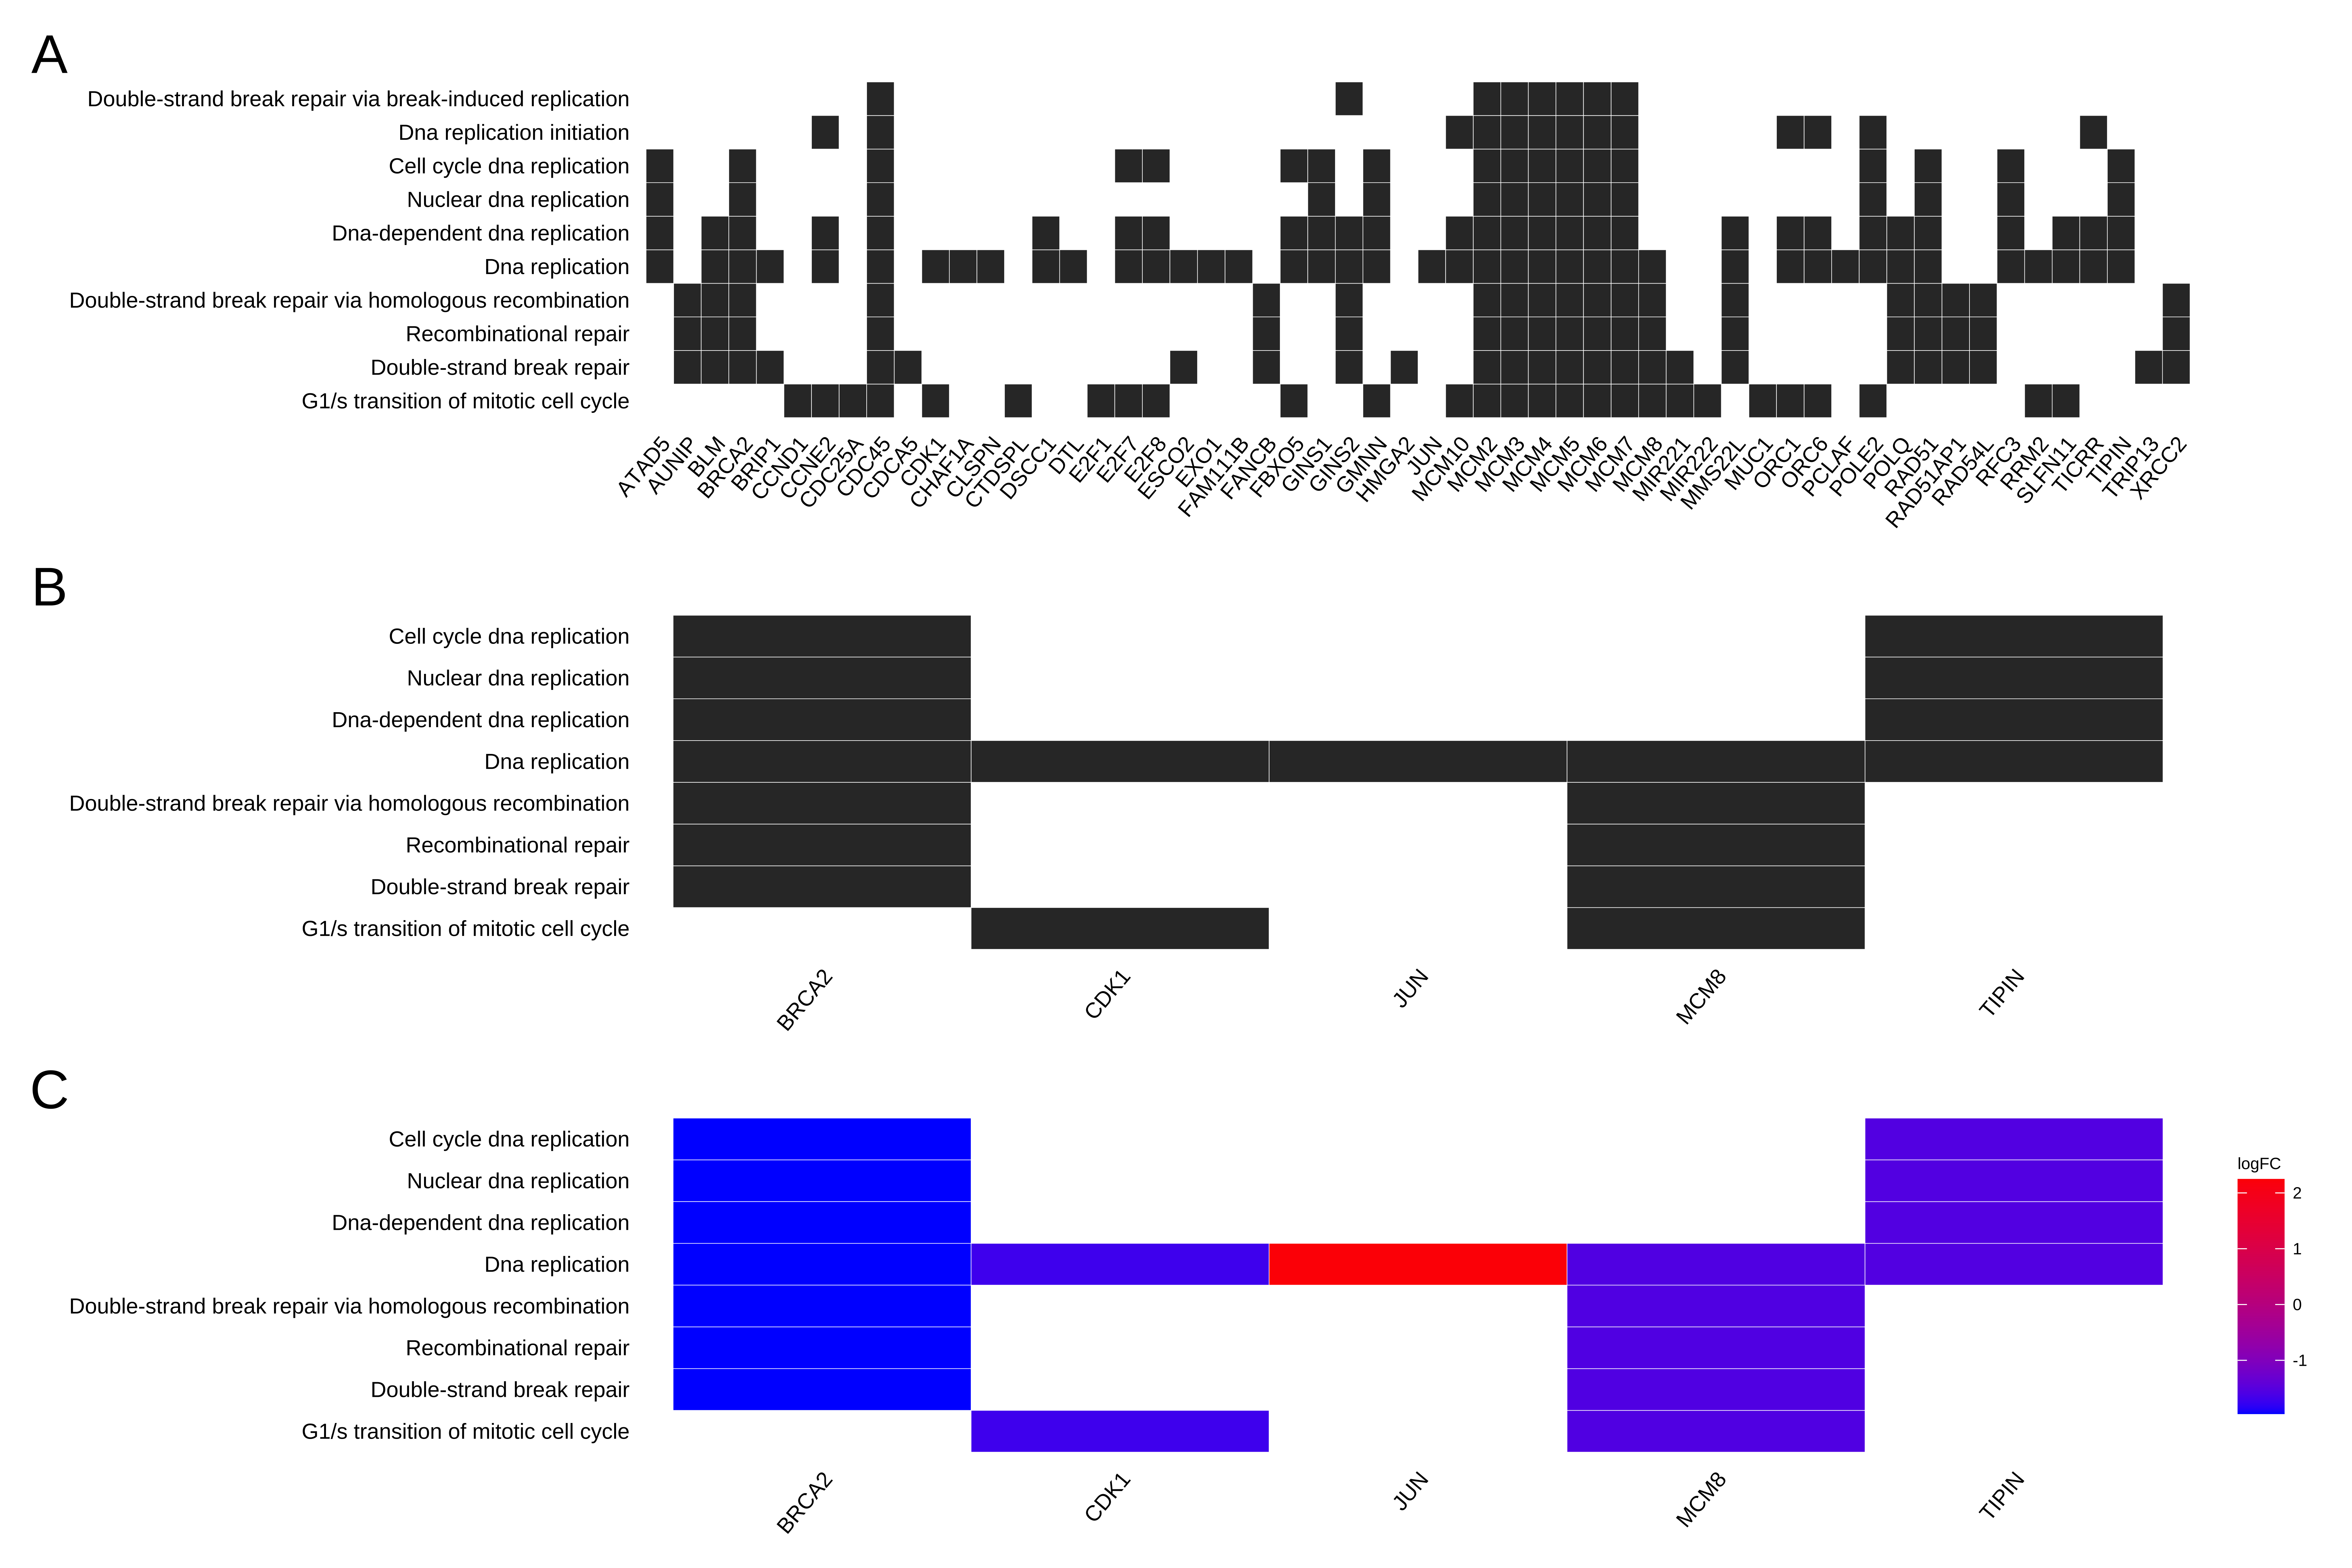 A
Double-strand break repair via break-induced replication
Dna replication initiation
Cell cycle dna replication
Nuclear dna replication
Dna-dependent dna replication
Dna replication
Double-strand break repair via homologous recombination
Recombinational repair
Double-strand break repair
G1/s transition of mitotic cell cycle
ATAD5
AUNIP
BLM
BRCA2
BRIP1
CCND1
CCNE2
CDC25A
CDC45
CDCA5
CDK1
CHAF1A
CLSPN
CTDSPL
DSCC1
DTL
E2F1
E2F7
E2F8
ESCO2
EXO1
FAM111B
FANCB
FBXO5
GINS1
GINS2
GMNN
HMGA2
JUN
MCM10
MCM2
MCM3
MCM4
MCM5
MCM6
MCM7
MCM8
MIR221
MIR222
MMS22L
MUC1
ORC1
ORC6
PCLAF
POLE2
POLQ
RAD51
RAD51AP1
RAD54L
RFC3
RRM2
SLFN11
TICRR
TIPIN
TRIP13
XRCC2
B
Cell cycle dna replication
Nuclear dna replication
Dna-dependent dna replication
Dna replication
Double-strand break repair via homologous recombination
Recombinational repair
Double-strand break repair
G1/s transition of mitotic cell cycle
BRCA2
CDK1
JUN
MCM8
TIPIN
C
Cell cycle dna replication
Nuclear dna replication
Dna-dependent dna replication
Dna replication
Double-strand break repair via homologous recombination
Recombinational repair
Double-strand break repair
G1/s transition of mitotic cell cycle
BRCA2
CDK1
JUN
MCM8
TIPIN
logFC
2
1
0
-1